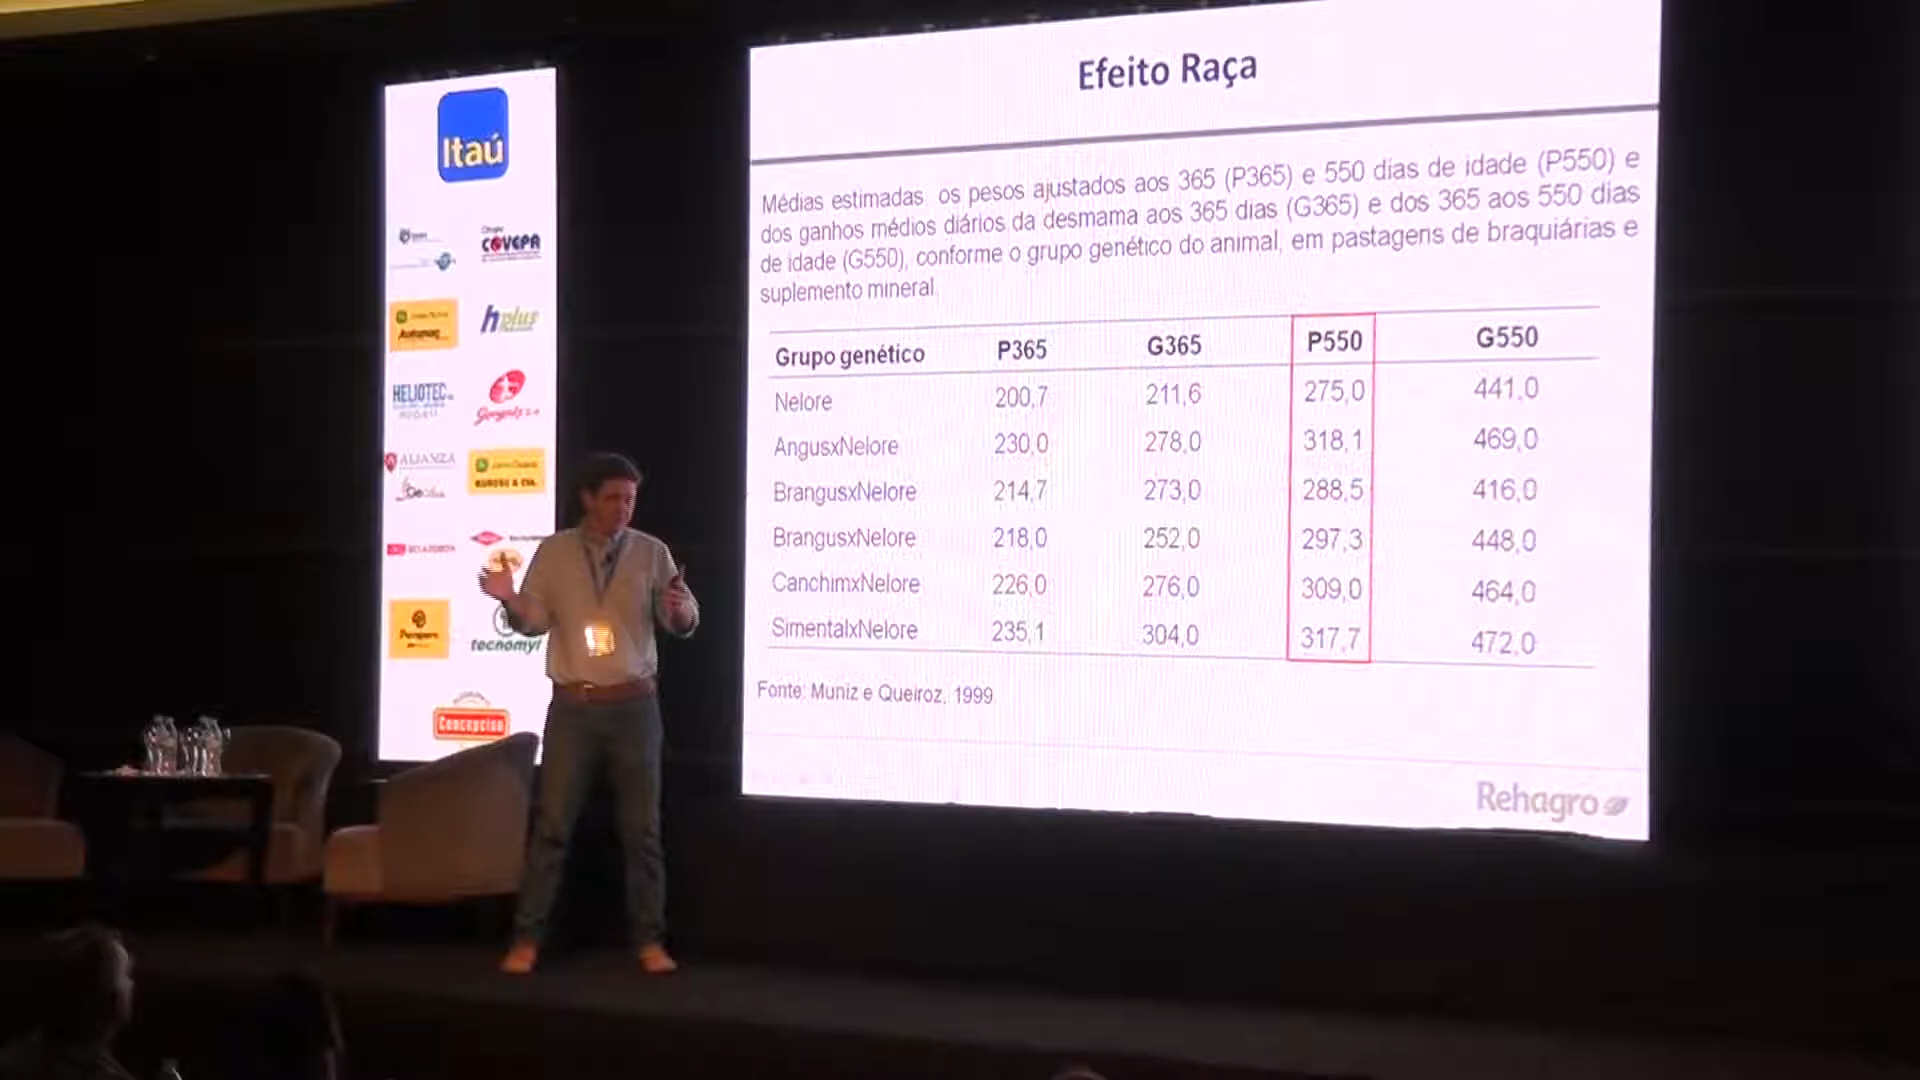 Itaú
COVEPA
hplus
HELIOTEC
ALIANZA
tecnomyl
Concepcion
Efeito Raça
Médias estimadas os pesos ajustados aos 365 (P365) e 550 dias de idade (P550) e
dos ganhos médios diários da desmama aos 365 dias (G365) e dos 365 aos 550 dias
de idade (G550), conforme o grupo genético do animal, em pastagens de braquiárias e
suplemento mineral
Grupo genético P365 G365 P550 G550
Nelore 200,7 211,6 275,0 441,0
AngusxNelore 230,0 278,0 318,1 469,0
BrangusxNelore 214,7 273,0 288,5 416,0
BrangusxNelore 218,0 252,0 297,3 448,0
CanchimxNelore 226,0 276,0 309,0 464,0
SimentalxNelore 235,1 304,0 317,7 472,0
Fonte: Muniz e Queiroz, 1999
Rehagro